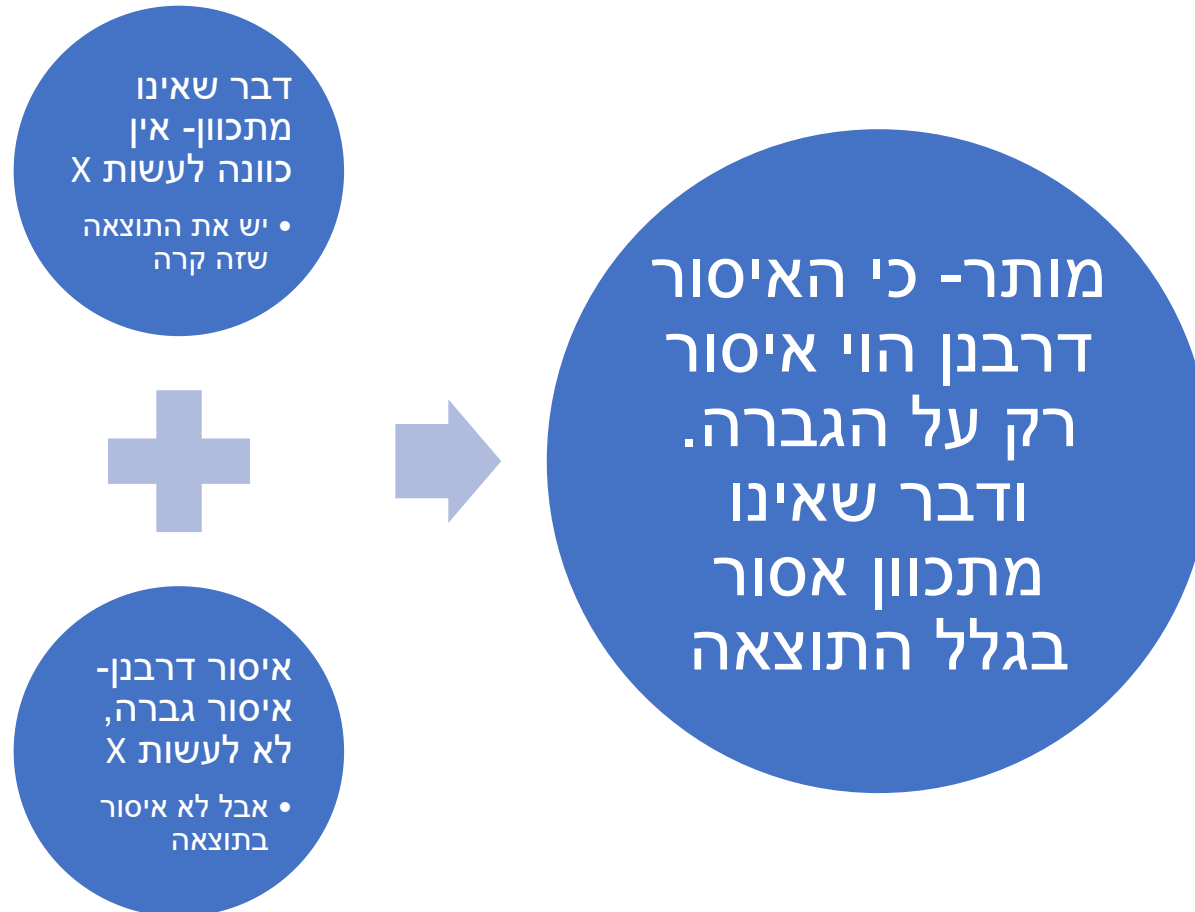 דבר שאינו
מתכוון- אין
כוונה לעשות X
• יש את התוצאה
שזה קרה
איסור דרבנן-
איסור גברה,
לא לעשות X
• אבל לא איסור
בתוצאה
מותר- כי האיסור
דרבנן הוי איסור
רק על הגברה.
ודבר שאינו
מתכוון אסור
בגלל התוצאה